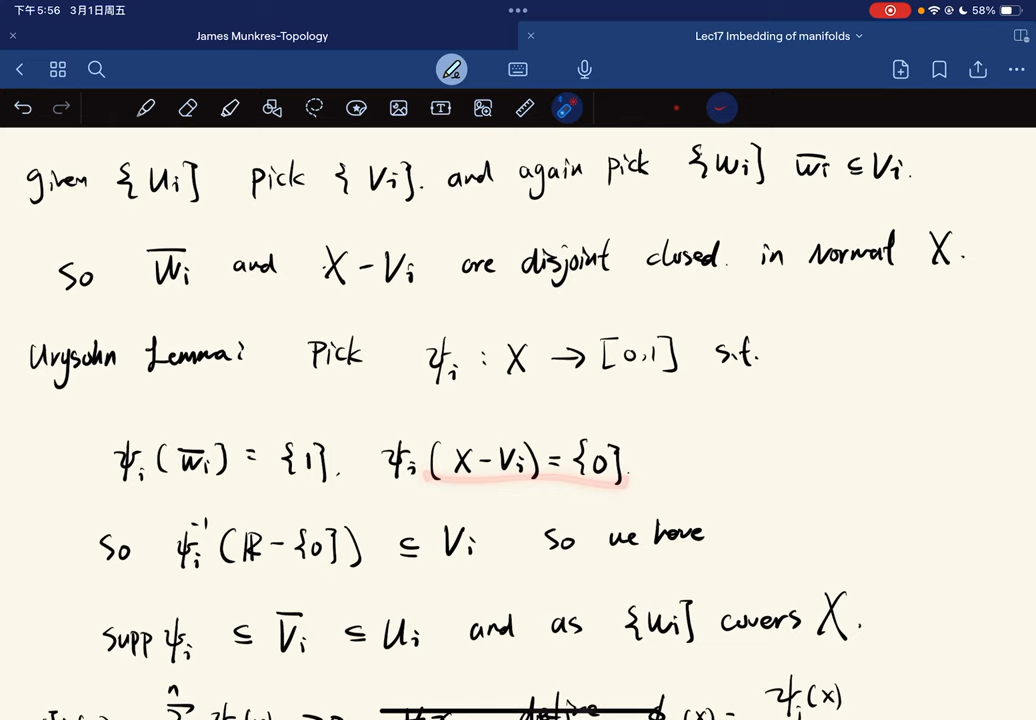 下午5:56 3月1日周五
58%
James Munkres-Topology
Lec17 Imbedding of manifolds
given {Ui} pick {Vi}. and again pick {Wi} W̅i ⊆ Vi.
So W̅i and X - Vi are disjoint closed. in normal X.
Urysohn Lemma: Pick ψi : X → [0,1] s.t.
ψi(W̅i) = {1}. ψi(X-Vi) = {0}.
So ψi⁻¹(ℝ-{0}) ⊆ Vi so we have
supp ψi ⊆ V̅i ⊆ Ui and as {Wi} covers X.
ψi(x)
n define (x) =